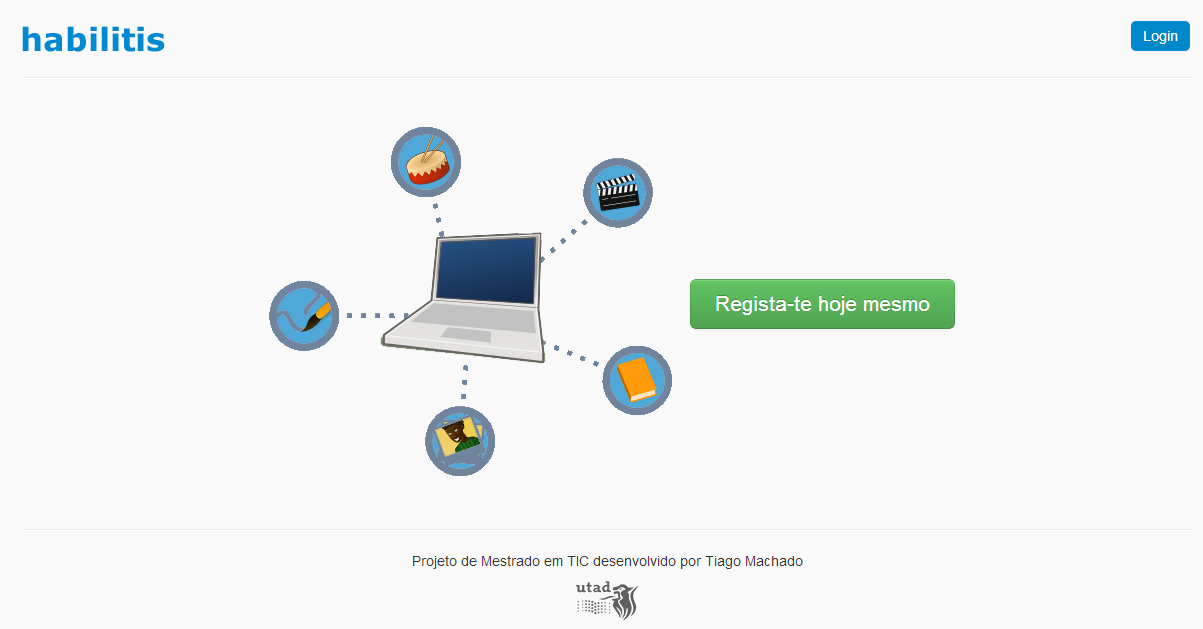 habilitis
Login
Regista-te hoje mesmo
Projeto de Mestrado em TIC desenvolvido por Tiago Machado
utad